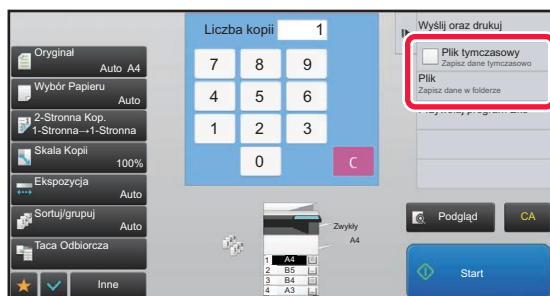 Liczba kopii 1
Oryginał
Auto A4
Wybór Papieru
Auto
2-Stronna Kop.
1-Stronna→1-Stronna
Skala Kopii
100%
Ekspozycja
Auto
Sortuj/grupuj
Auto
Taca Odbiorcza
Inne
7 8 9
4 5 6
1 2 3
0 C
Zwykły
A4
1 A4
2 B5
3 B4
4 A3
Wyślij oraz drukuj
Plik tymczasowy
Zapisz dane tymczasowo
Plik
Zapisz dane w folderze
Podgląd
CA
Start